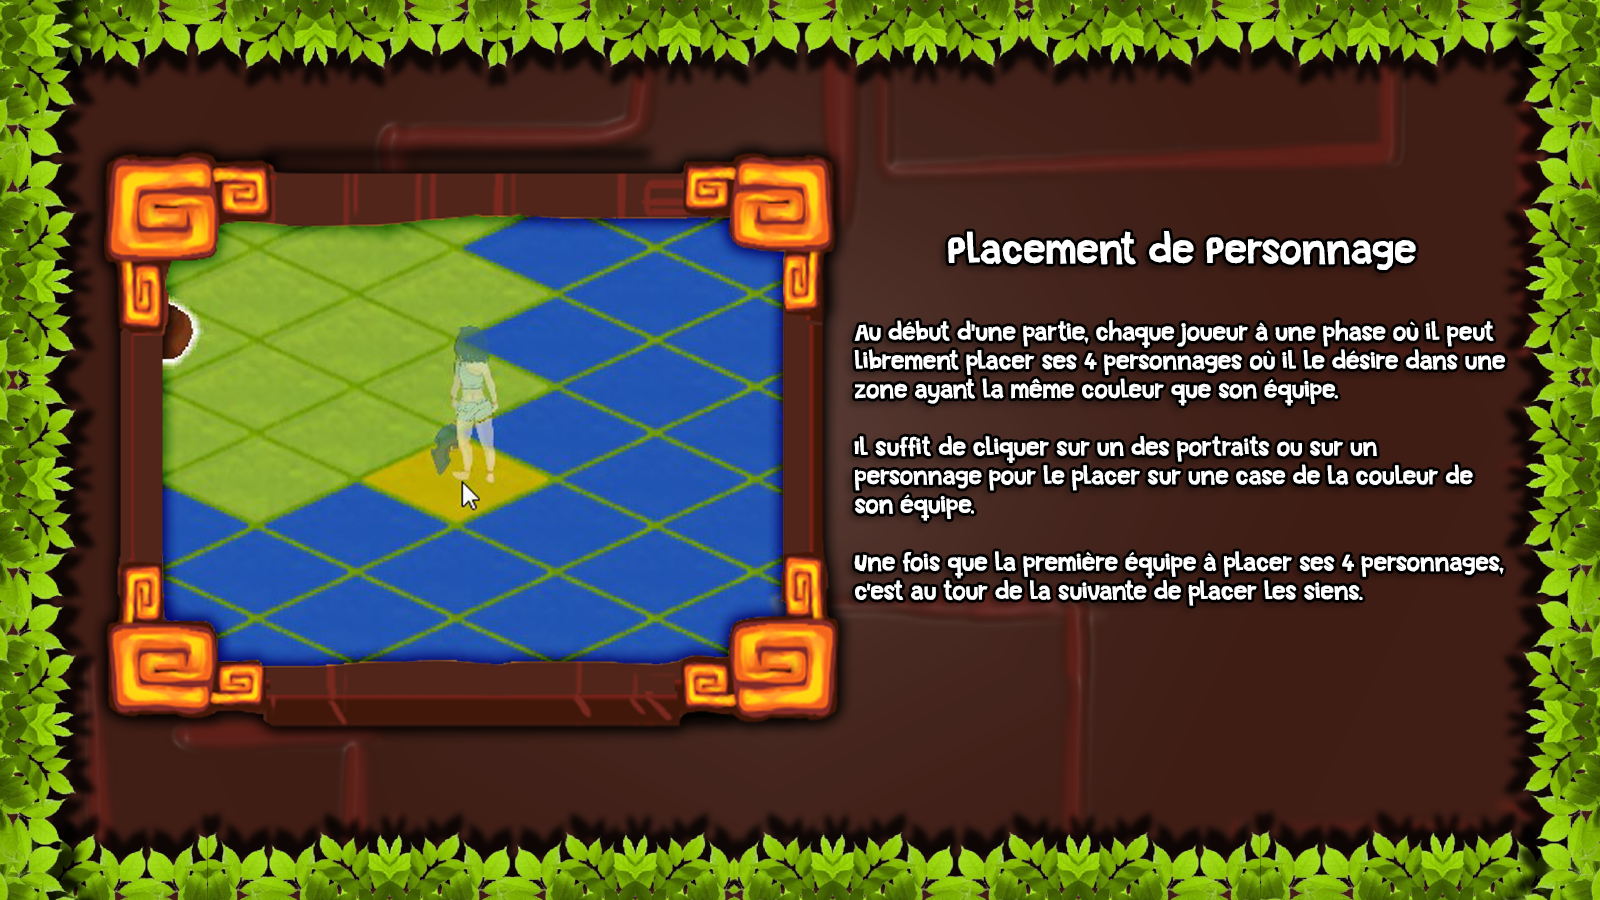 Placement de Personnage
Au début d'une partie, chaque joueur à une phase où il peut
librement placer ses 4 personnages où il le désire dans une
zone ayant la même couleur que son équipe.
Il suffit de cliquer sur un des portraits ou sur un
personnage pour le placer sur une case de la couleur de
son équipe.
Une fois que la première équipe à placer ses 4 personnages,
c'est au tour de la suivante de placer les siens.